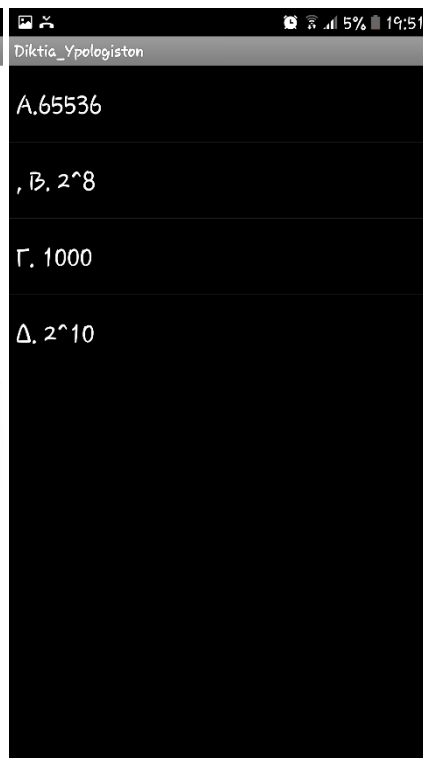 5% 19:51
Diktia_Ypologiston
Α.65536
, Β. 2^8
Γ. 1000
Δ. 2^10